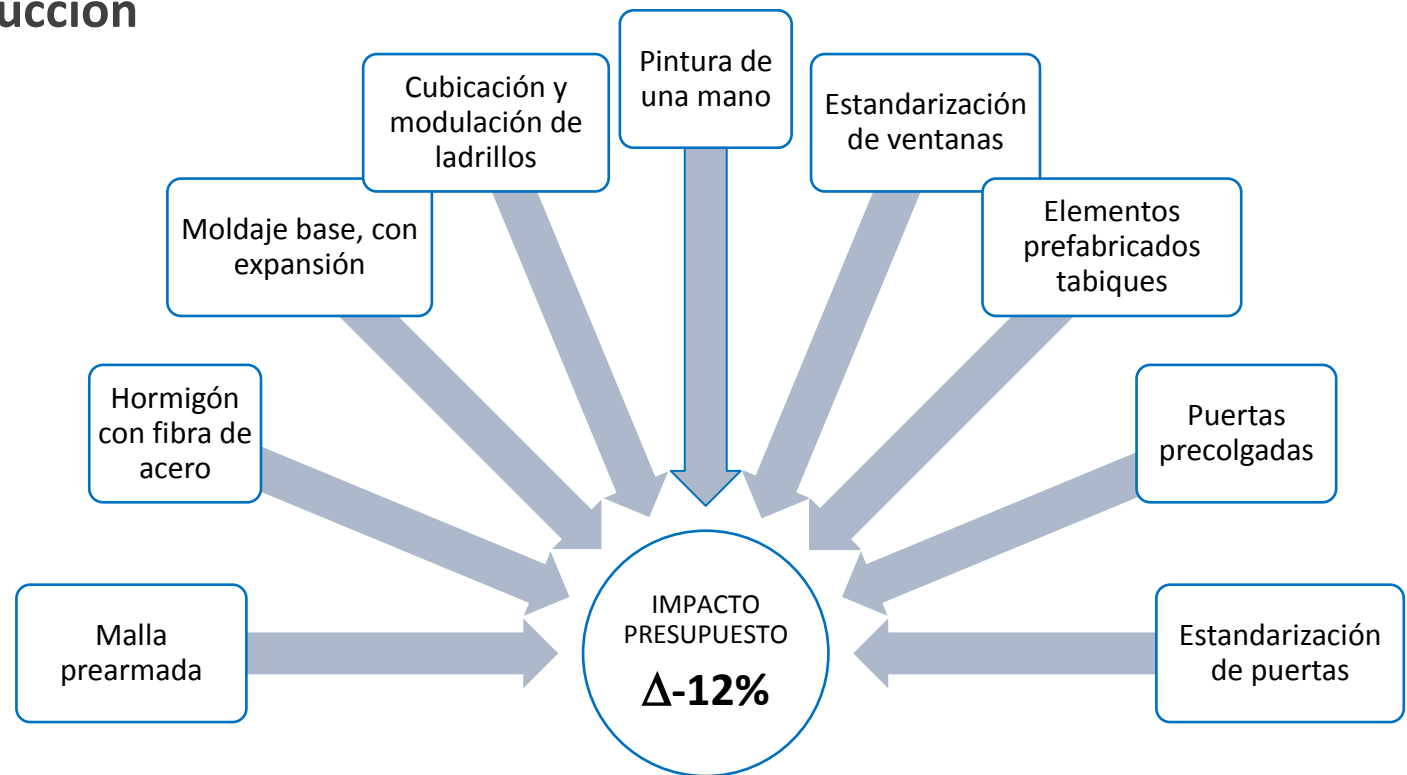 ucción
Pintura de
una mano
Cubicación y
modulación de
ladrillos
Estandarización
de ventanas
Moldaje base, con
expansión
Elementos
prefabricados
tabiques
Hormigón
con fibra de
acero
Puertas
precolgadas
Malla
prearmada
IMPACTO
PRESUPUESTO
Δ-12%
Estandarización
de puertas